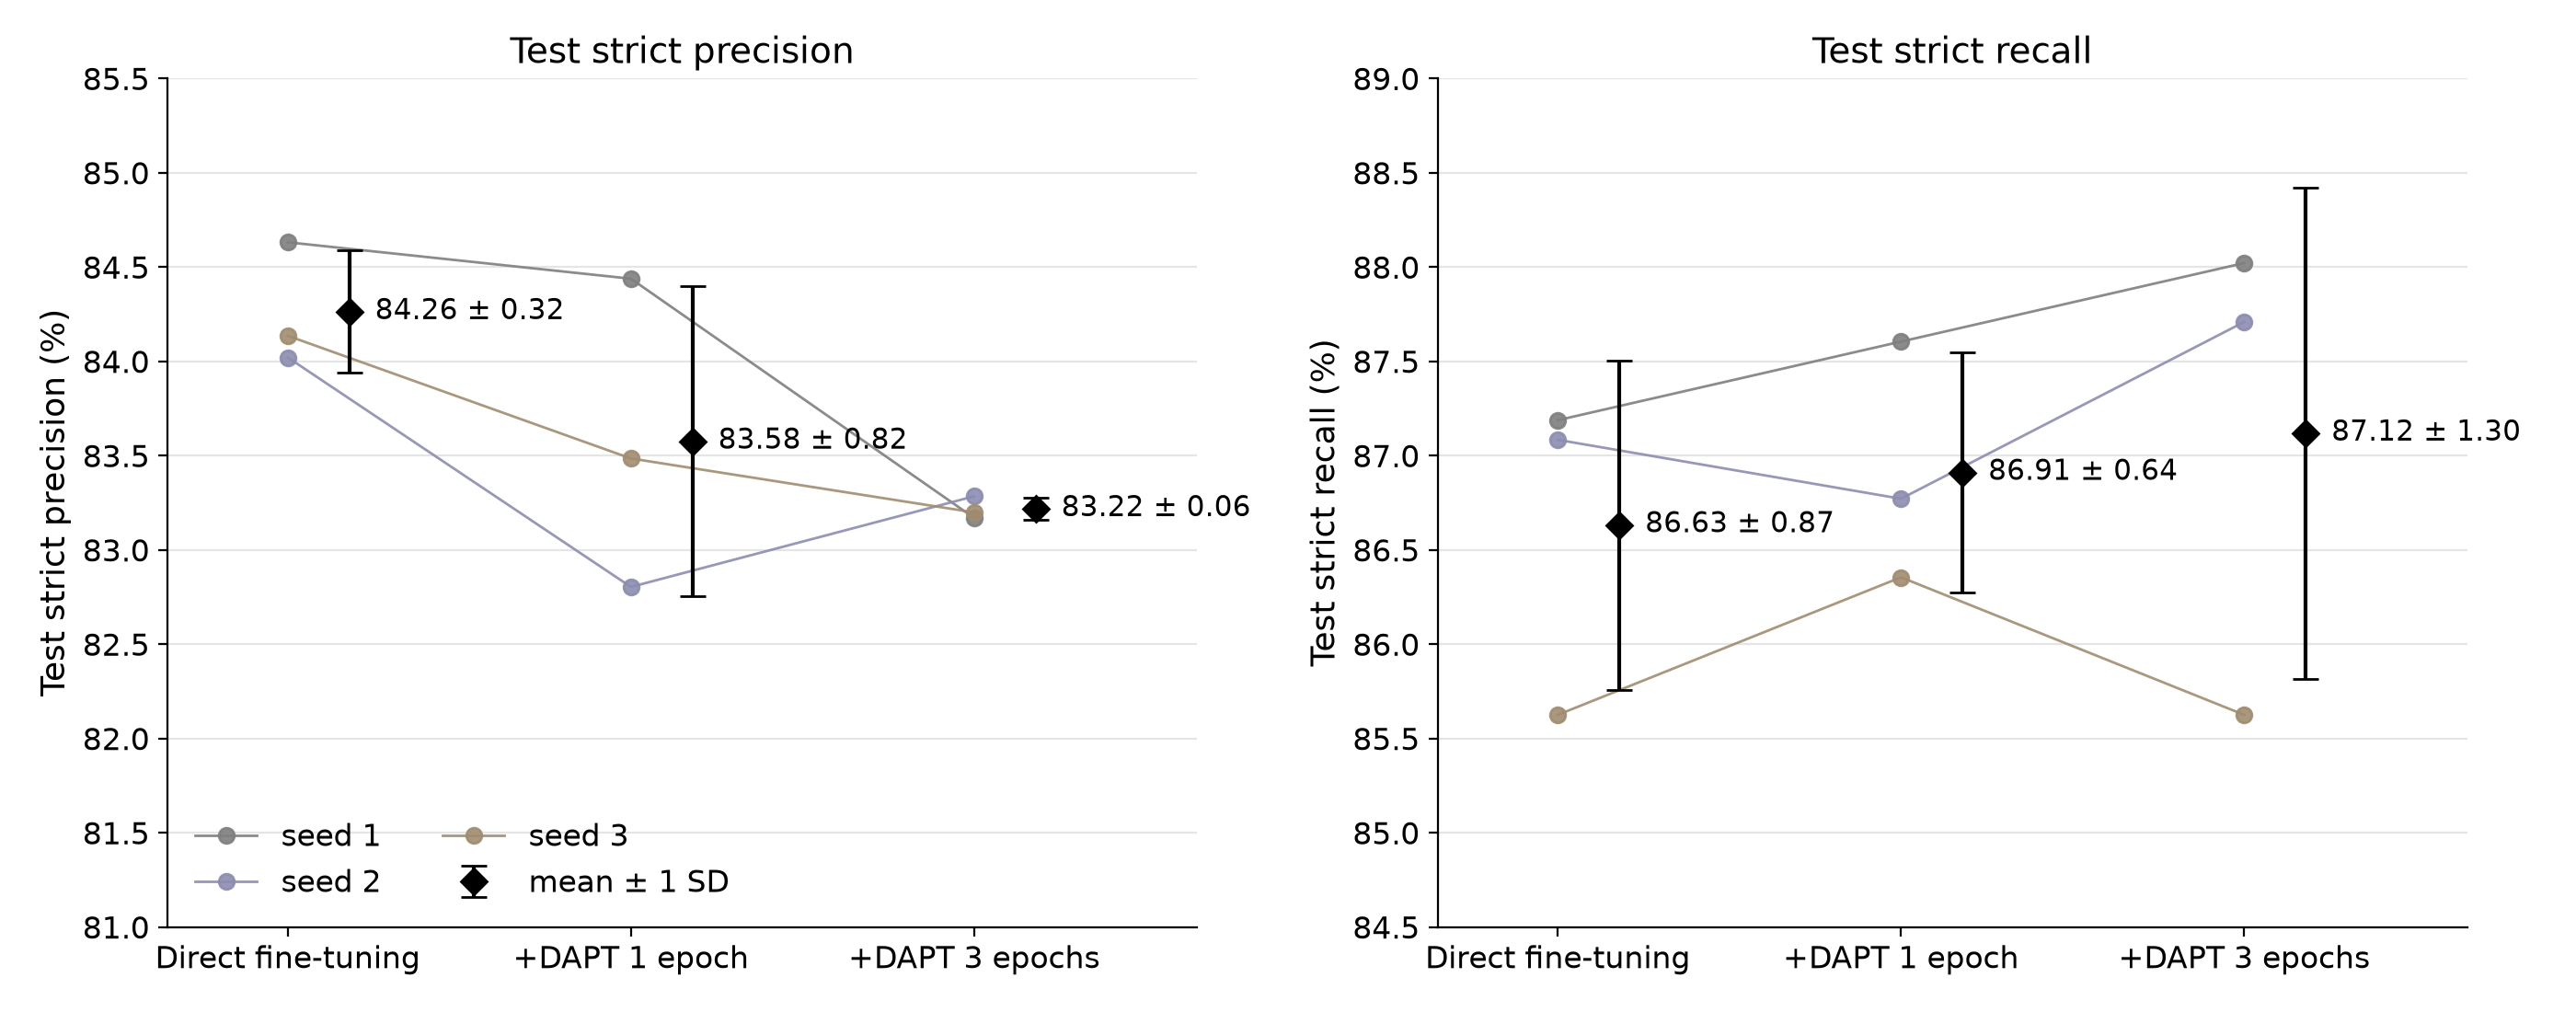 Test strict precision
Test strict precision (%)
85.5
85.0
84.5
84.0
83.5
83.0
82.5
82.0
81.5
81.0
84.26 ± 0.32
83.58 ± 0.82
83.22 ± 0.06
seed 1
seed 2
seed 3
mean ± 1 SD
Direct fine-tuning
+DAPT 1 epoch
+DAPT 3 epochs
Test strict recall
Test strict recall (%)
89.0
88.5
88.0
87.5
87.0
86.5
86.0
85.5
85.0
84.5
86.63 ± 0.87
86.91 ± 0.64
87.12 ± 1.30
Direct fine-tuning
+DAPT 1 epoch
+DAPT 3 epochs